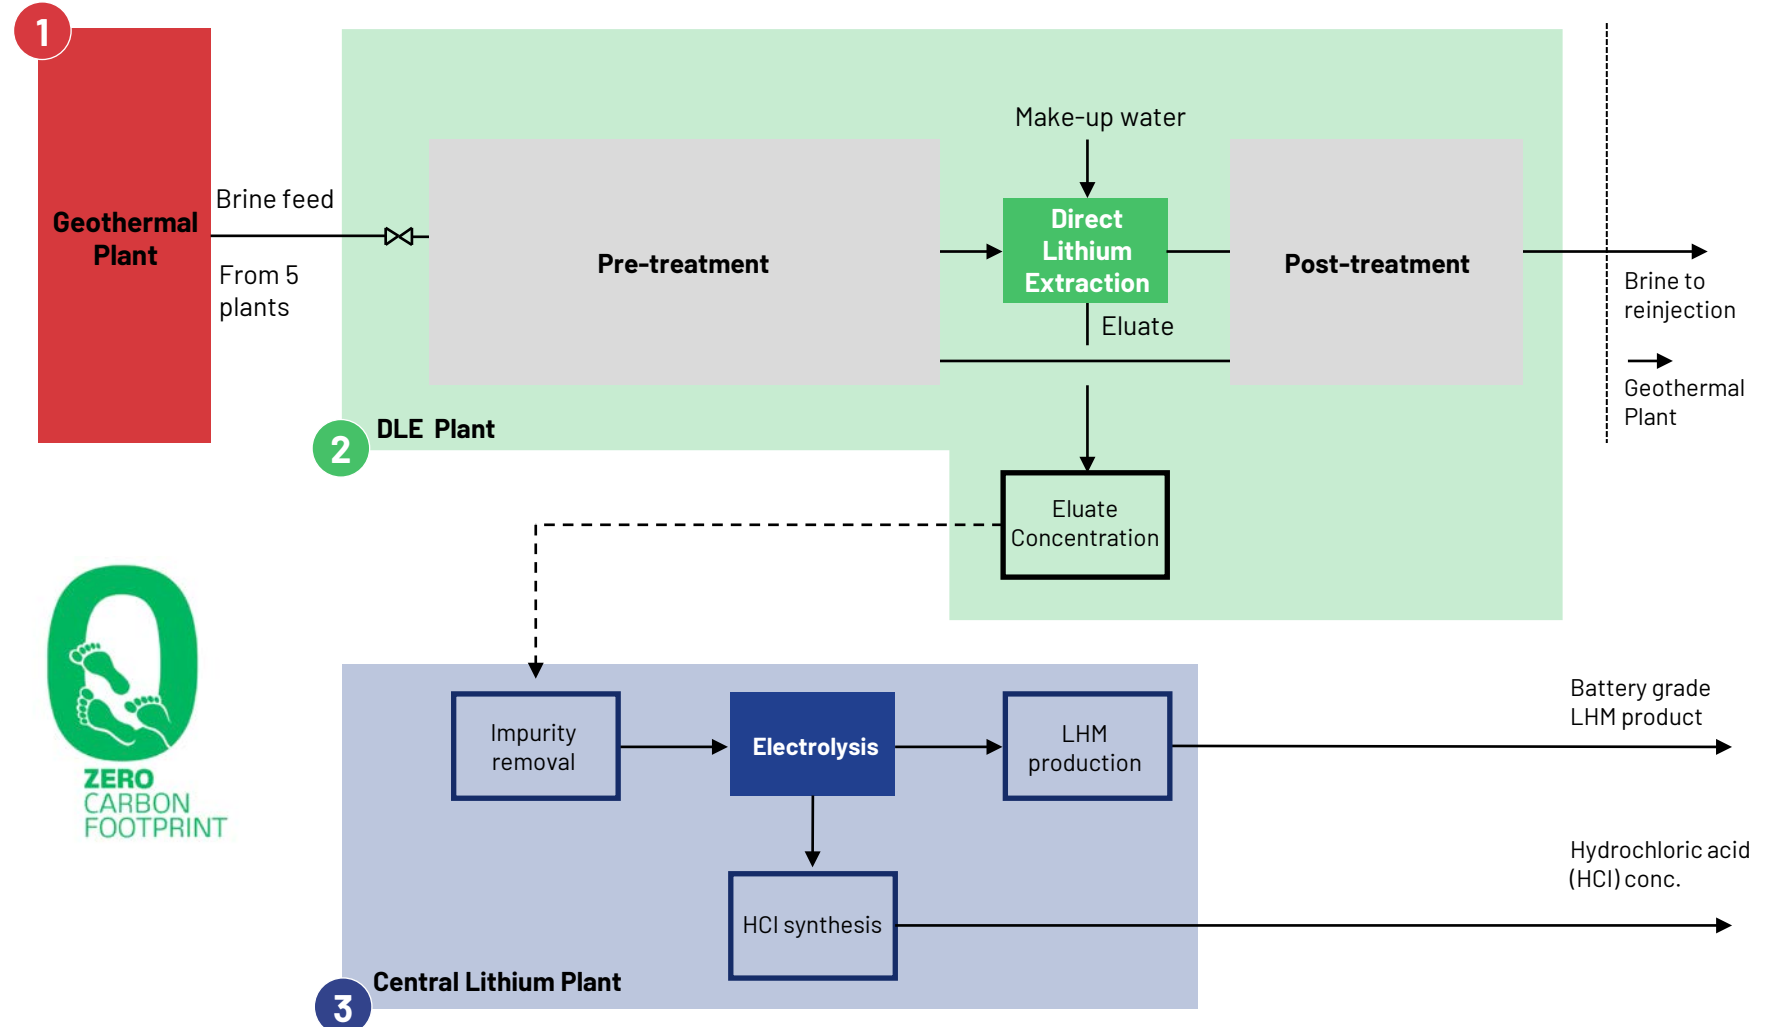 1
Geothermal
Plant
Brine feed
From 5
plants
Pre-treatment
Make-up water
Direct
Lithium
Extraction
Eluate
Post-treatment
Brine to
reinjection
Geothermal
Plant
2
DLE Plant
Eluate
Concentration
ZERO
CARBON
FOOTPRINT
Impurity
removal
Electrolysis
LHM
production
Battery grade
LHM product
HCl synthesis
Hydrochloric acid
(HCl) conc.
3
Central Lithium Plant